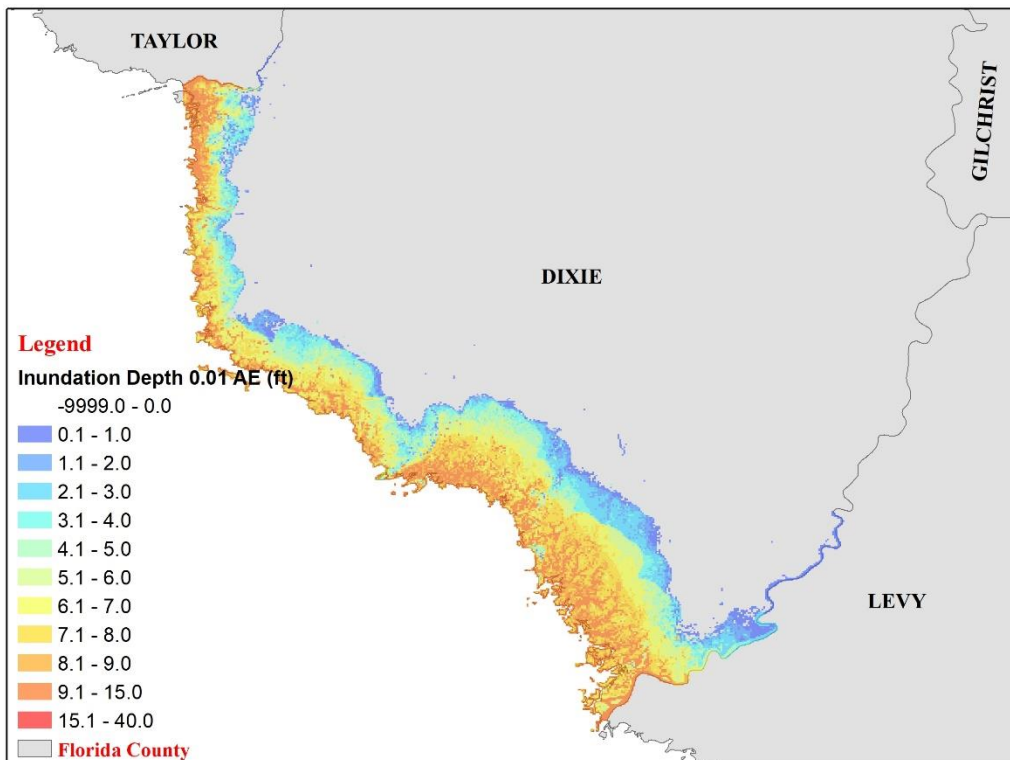 TAYLOR
GILCHRIST
DIXIE
Legend
Inundation Depth 0.01 AE (ft)
-9999.0 - 0.0
0.1 - 1.0
1.1 - 2.0
2.1 - 3.0
3.1 - 4.0
4.1 - 5.0
5.1 - 6.0
6.1 - 7.0
7.1 - 8.0
8.1 - 9.0
9.1 - 15.0
15.1 - 40.0
Florida County
LEVY